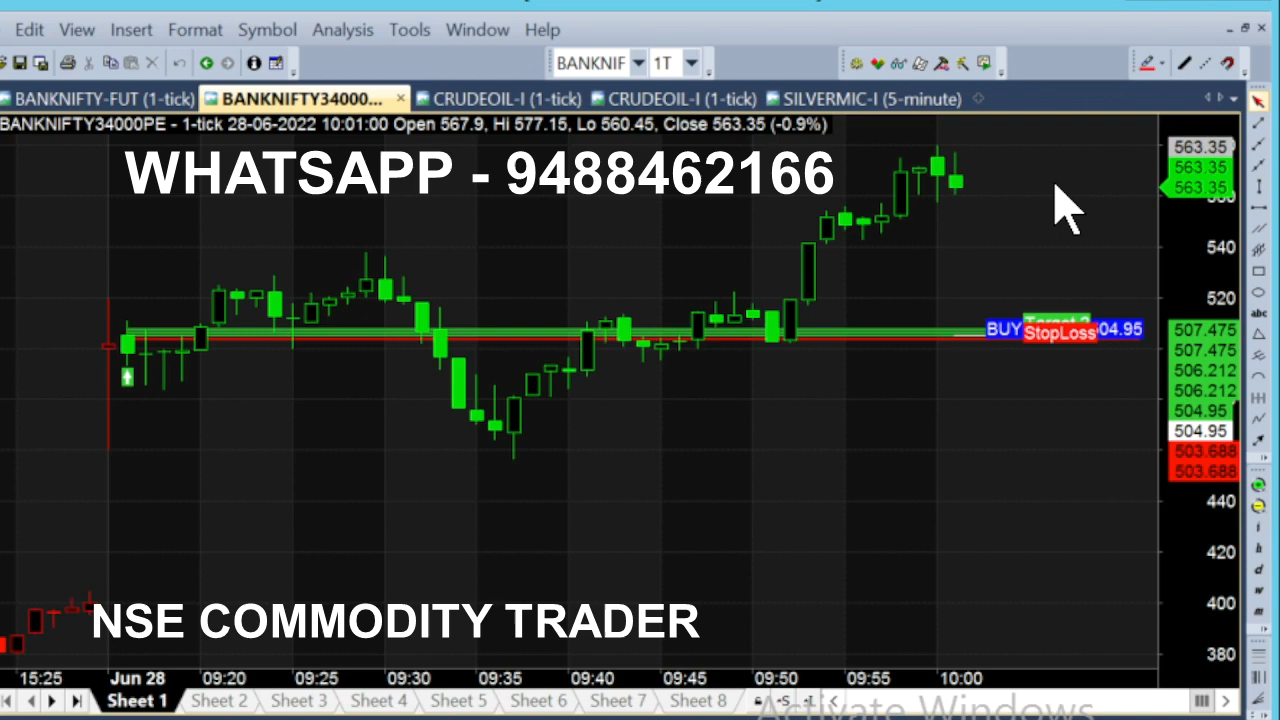 Edit View Insert Format Symbol Analysis Tools Window Help
BANKNIF 1T
BANKNIFTY-FUT (1-tick) BANKNIFTY34000... CRUDEOIL-I (1-tick) CRUDEOIL-I (1-tick) SILVERMIC-I (5-minute)
BANKNIFTY34000PE - 1-tick 28-06-2022 10:01:00 Open 567.9, Hi 577.15, Lo 560.45, Close 563.35 (-0.9%)
WHATSAPP - 9488462166
563.35
563.35
563.35
540
520
BUY StopLoss 04.95
507.475
507.475
506.212
506.212
504.95
504.95
503.688
503.688
440
420
400
380
NSE COMMODITY TRADER
15:25 Jun 28 09:20 09:25 09:30 09:35 09:40 09:45 09:50 09:55 10:00
Sheet 1 Sheet 2 Sheet 3 Sheet 4 Sheet 5 Sheet 6 Sheet 7 Sheet 8
Activate Windows